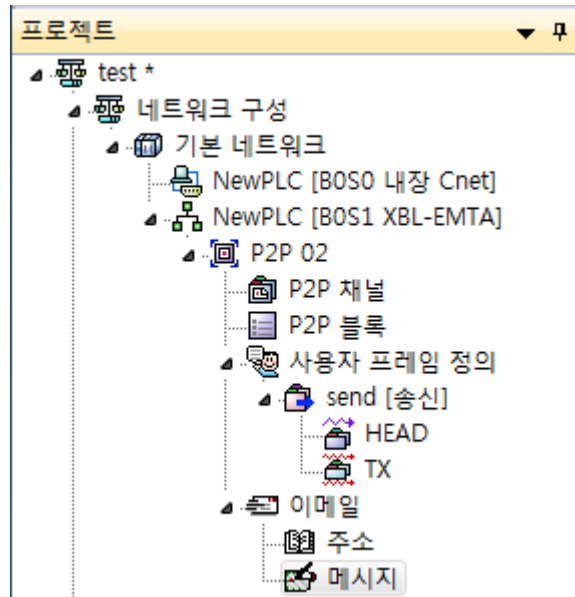 프로젝트
test *
네트워크 구성
기본 네트워크
NewPLC [B0S0 내장 Cnet]
NewPLC [B0S1 XBL-EMTA]
P2P 02
P2P 채널
P2P 블록
사용자 프레임 정의
send [송신]
HEAD
TX
이메일
주소
메시지